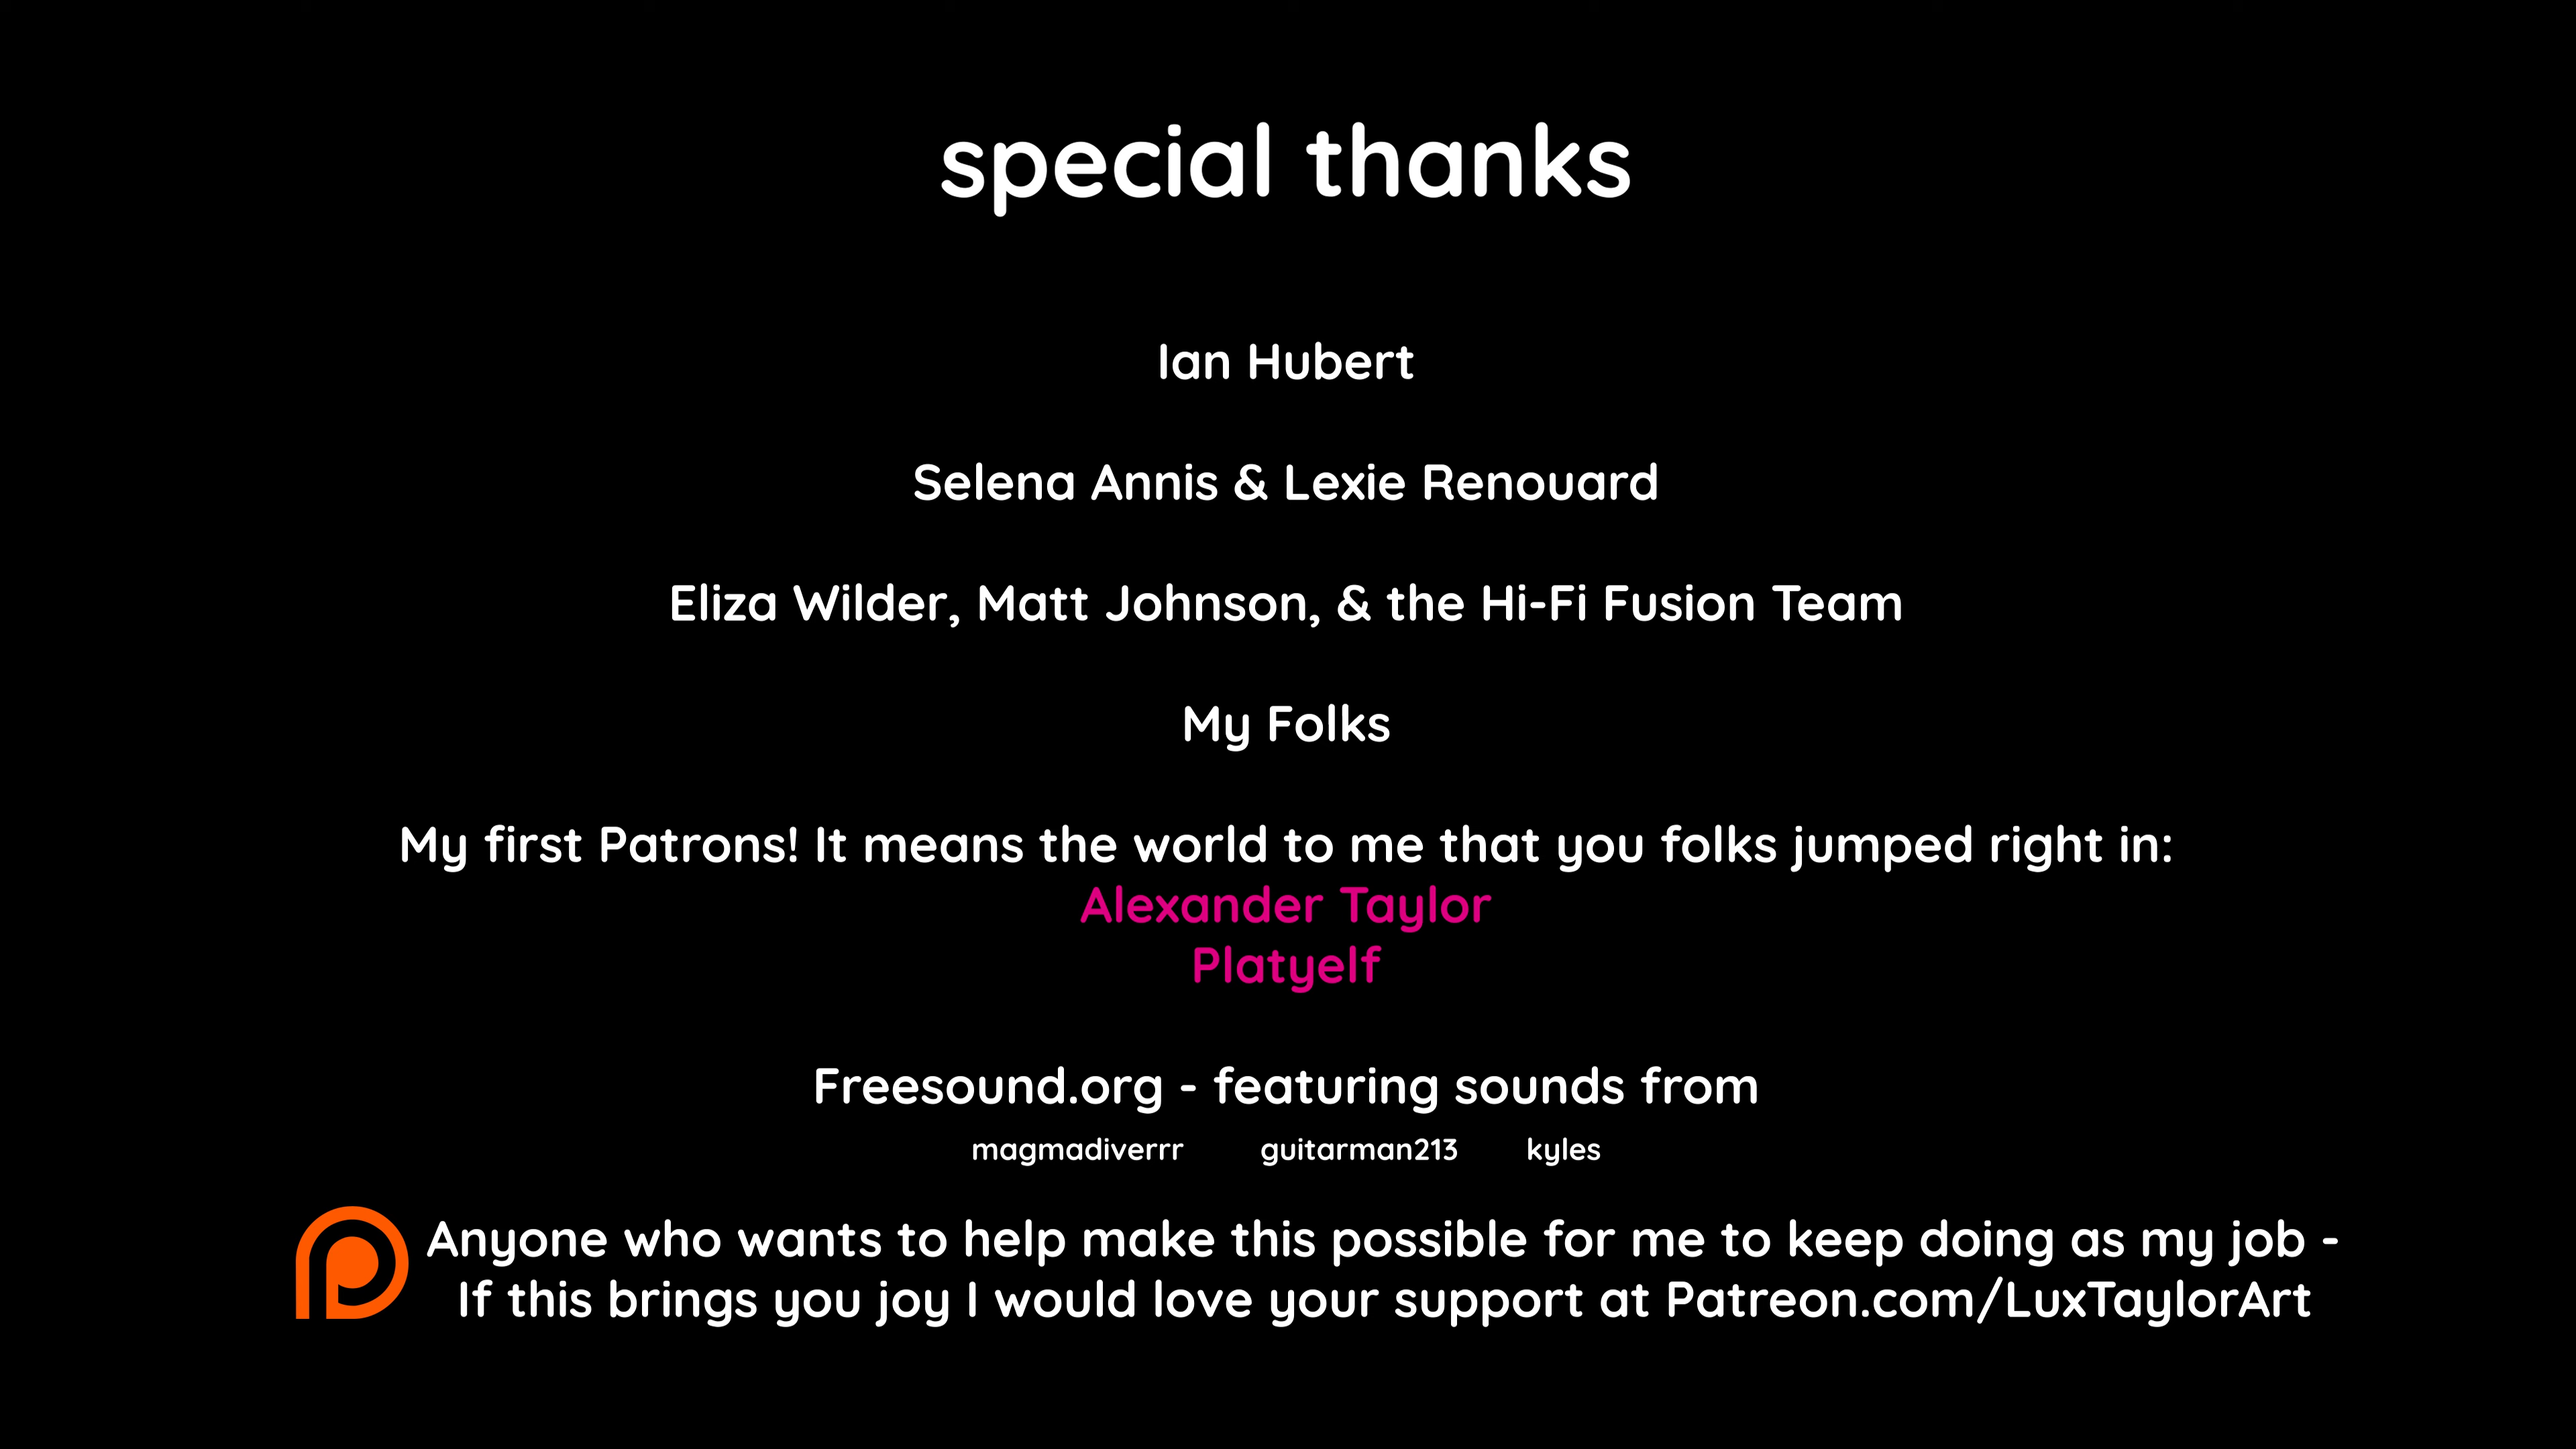 special thanks
Ian Hubert
Selena Annis & Lexie Renouard
Eliza Wilder, Matt Johnson, & the Hi-Fi Fusion Team
My Folks
My first Patrons! It means the world to me that you folks jumped right in:
Alexander Taylor
Platyelf
Freesound.org - featuring sounds from
magmadiverrr guitarman213 kyles
Anyone who wants to help make this possible for me to keep doing as my job -
If this brings you joy I would love your support at Patreon.com/LuxTaylorArt